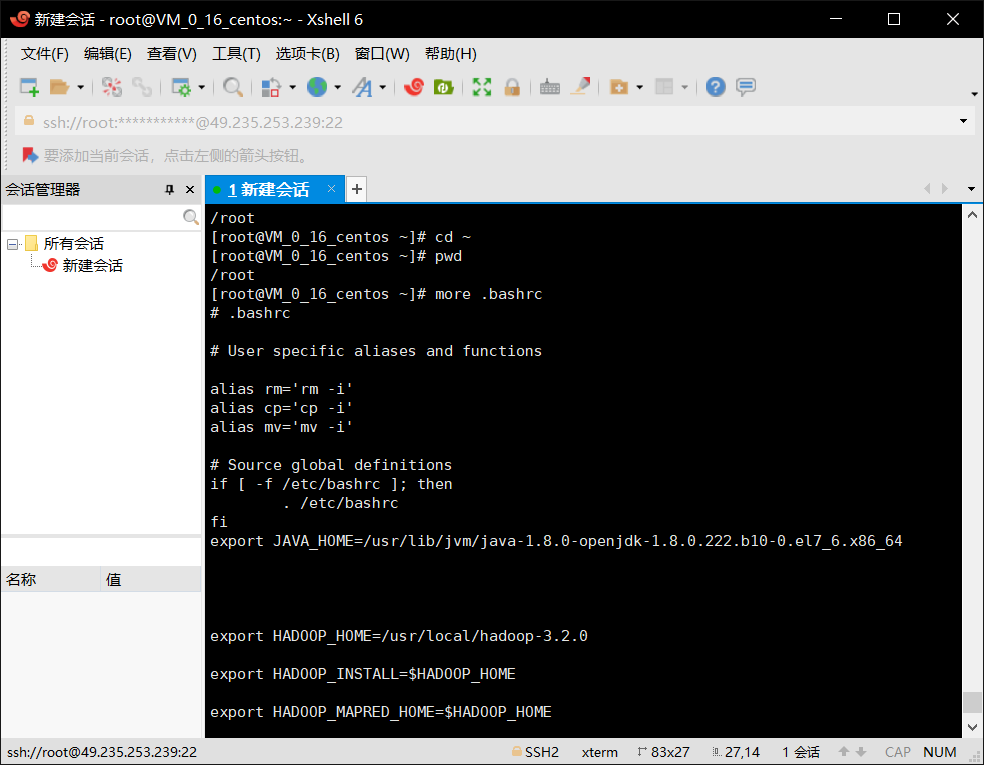 新建会话 - root@VM_0_16_centos:~ - Xshell 6
文件(F) 编辑(E) 查看(V) 工具(T) 选项卡(B) 窗口(W) 帮助(H)
ssh://root:***********@49.235.253.239:22
要添加当前会话，点击左侧的箭头按钮。
会话管理器
1 新建会话
所有会话
新建会话
名称 值
/root
[root@VM_0_16_centos ~]# cd ~
[root@VM_0_16_centos ~]# pwd
/root
[root@VM_0_16_centos ~]# more .bashrc
# .bashrc
# User specific aliases and functions
alias rm='rm -i'
alias cp='cp -i'
alias mv='mv -i'
# Source global definitions
if [ -f /etc/bashrc ]; then
        . /etc/bashrc
fi
export JAVA_HOME=/usr/lib/jvm/java-1.8.0-openjdk-1.8.0.222.b10-0.el7_6.x86_64
export HADOOP_HOME=/usr/local/hadoop-3.2.0
export HADOOP_INSTALL=$HADOOP_HOME
export HADOOP_MAPRED_HOME=$HADOOP_HOME
ssh://root@49.235.253.239:22 SSH2 xterm 83x27 27,14 1 会话 CAP NUM